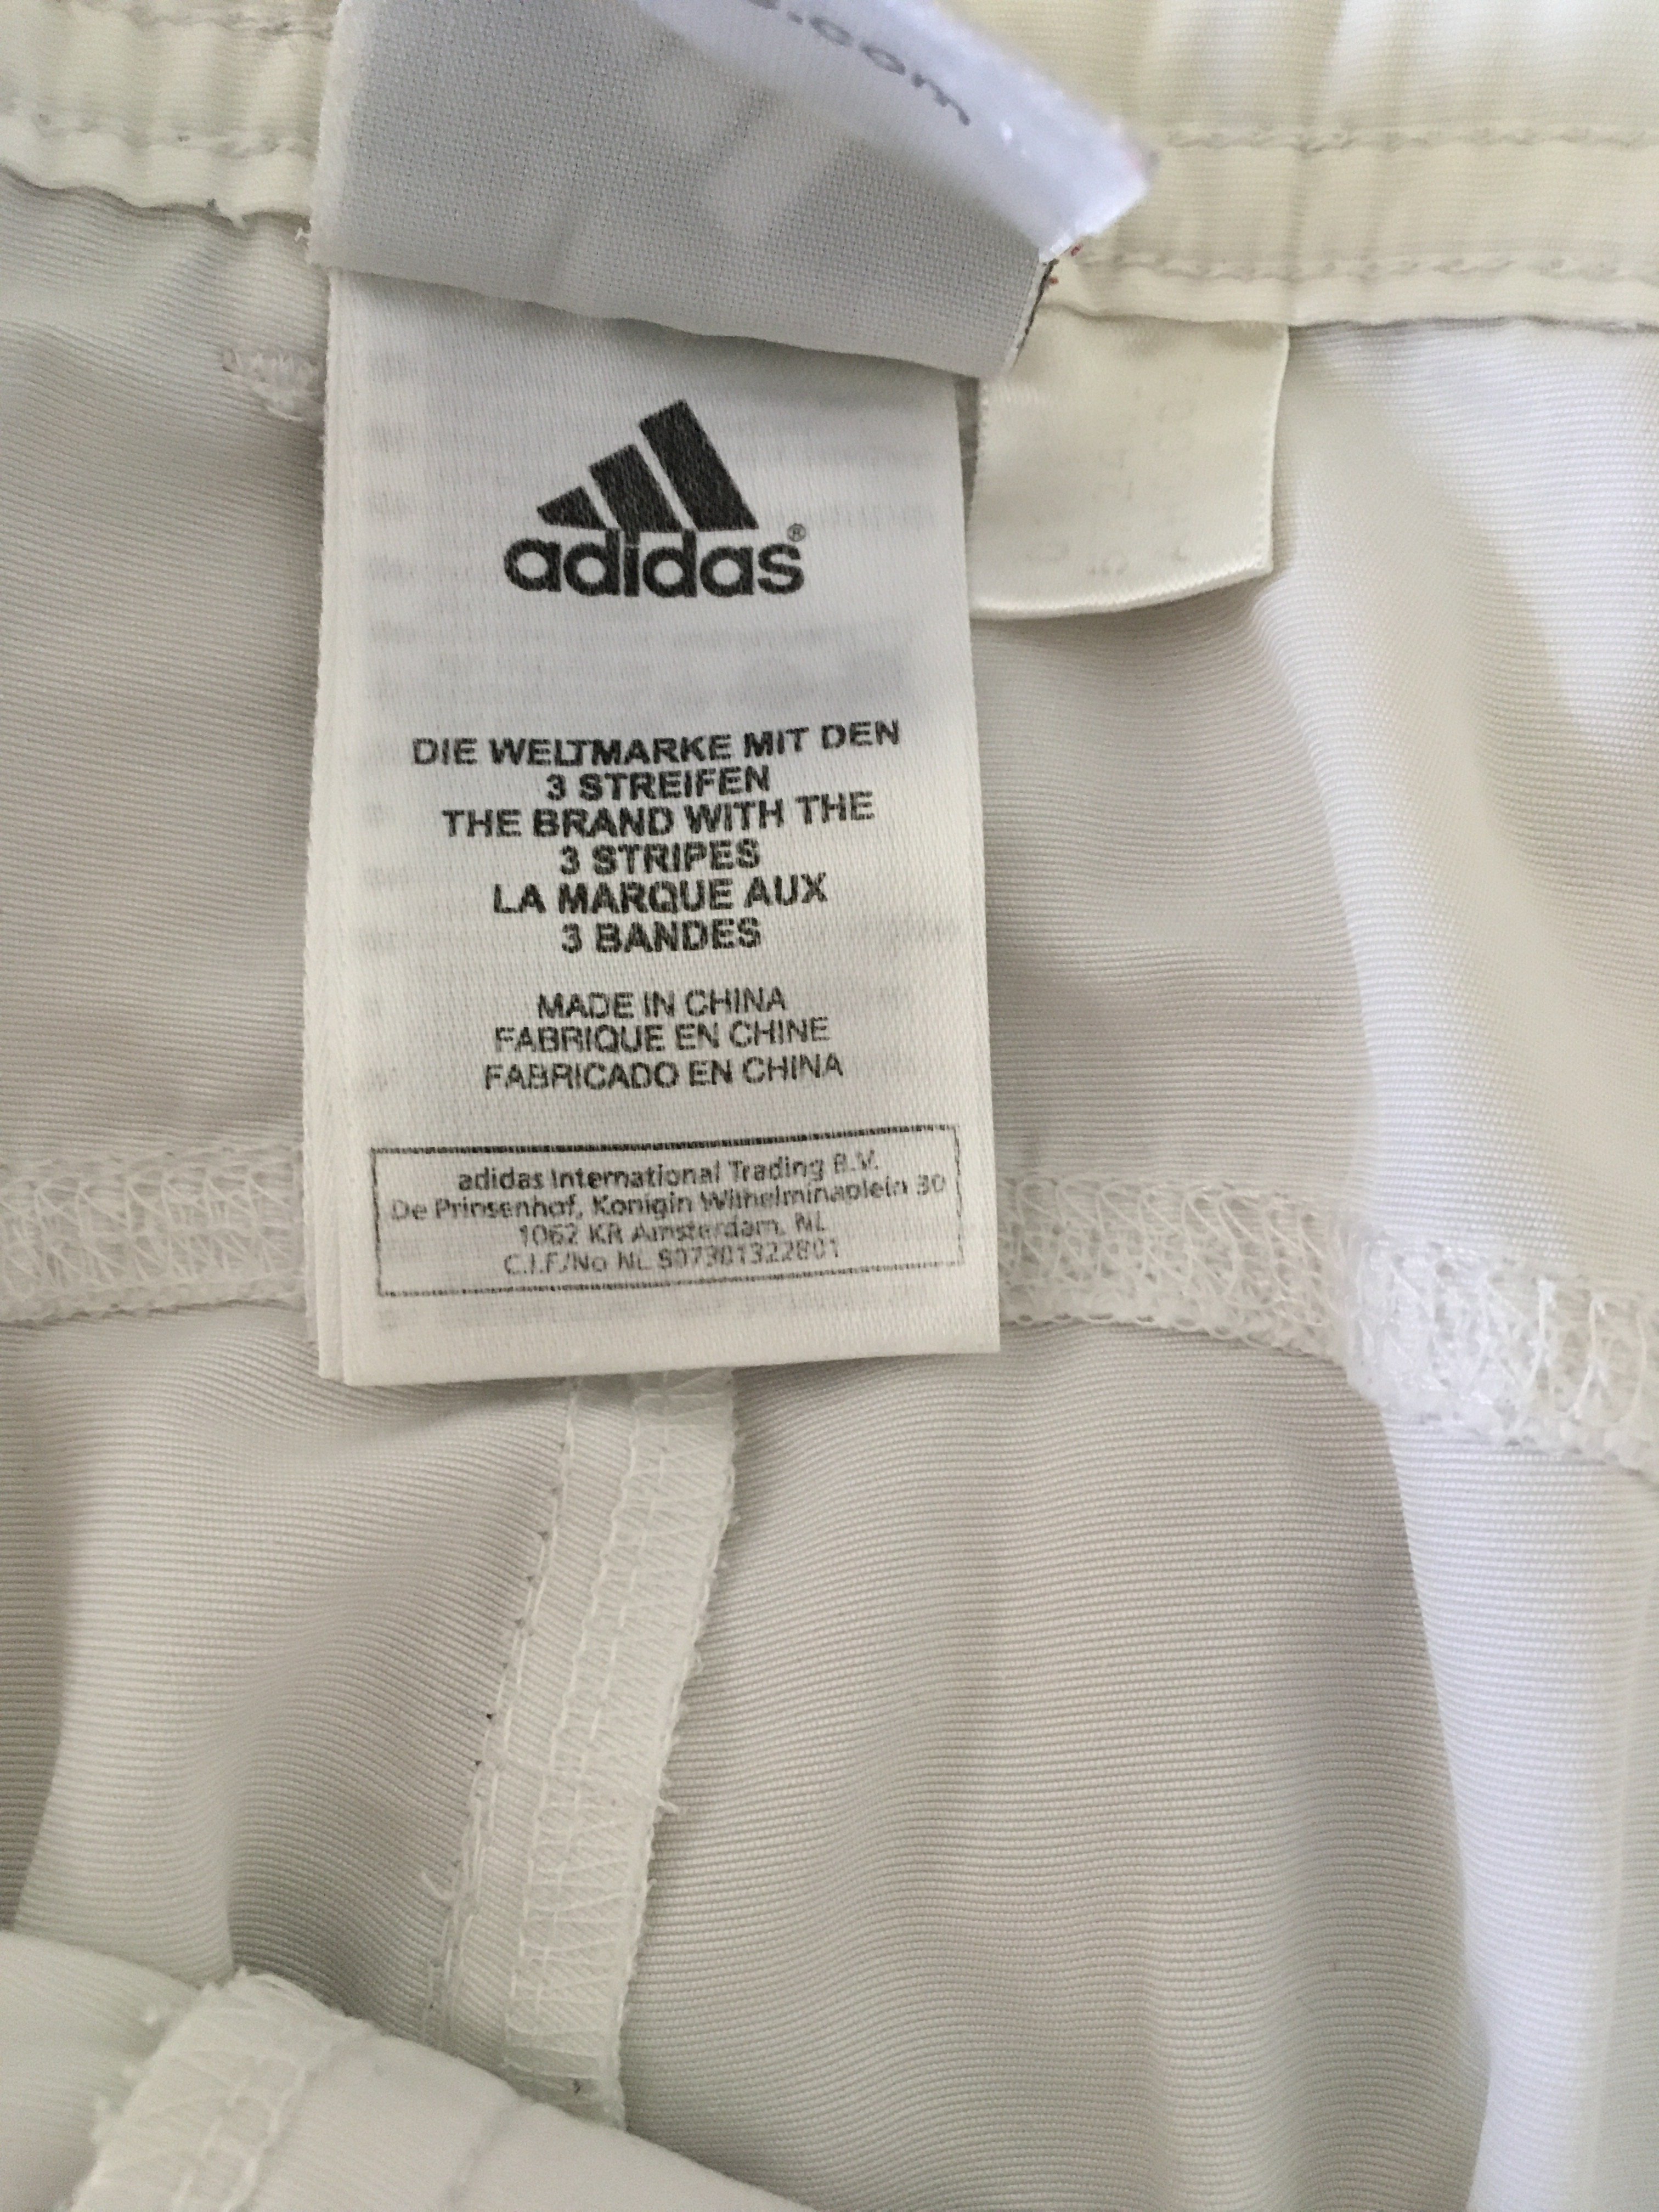 .com
adidas®
DIE WELTMARKE MIT DEN
3 STREIFEN
THE BRAND WITH THE
3 STRIPES
LA MARQUE AUX
3 BANDES
MADE IN CHINA
FABRIQUE EN CHINE
FABRICADO EN CHINA
adidas International Trading B.V.
De Prinsenhof, Konigin Wilhelminaplein 30
1062 KR Amsterdam, NL
C.I.F./No NL 807301322B01